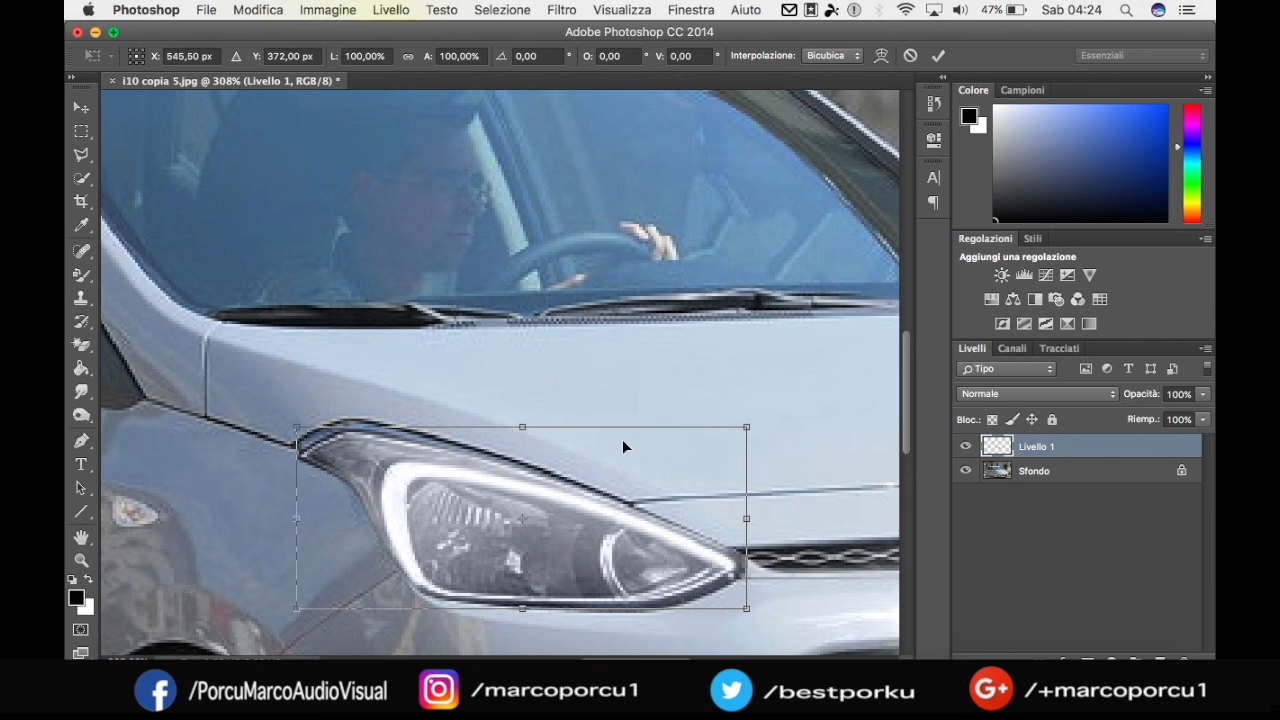 Photoshop File Modifica Immagine Livello Testo Selezione Filtro Visualizza Finestra Aiuto 47% Sab 04:24
Adobe Photoshop CC 2014
X: 545,50 px Y: 372,00 px L: 100,00% A: 100,00% 0,00 ° O: 0,00 ° V: 0,00 ° Interpolazione: Bicubica Essenziali
× i10 copia 5.jpg @ 308% (Livello 1, RGB/8) *
Colore Campioni
Regolazioni Stili
Aggiungi una regolazione
Livelli Canali Tracciati
Tipo
Normale Opacità: 100%
Bloc.: Riemp.: 100%
Livello 1
Sfondo
/PorcuMarcoAudioVisual /marcoporcu1 /bestporku /+marcoporcu1